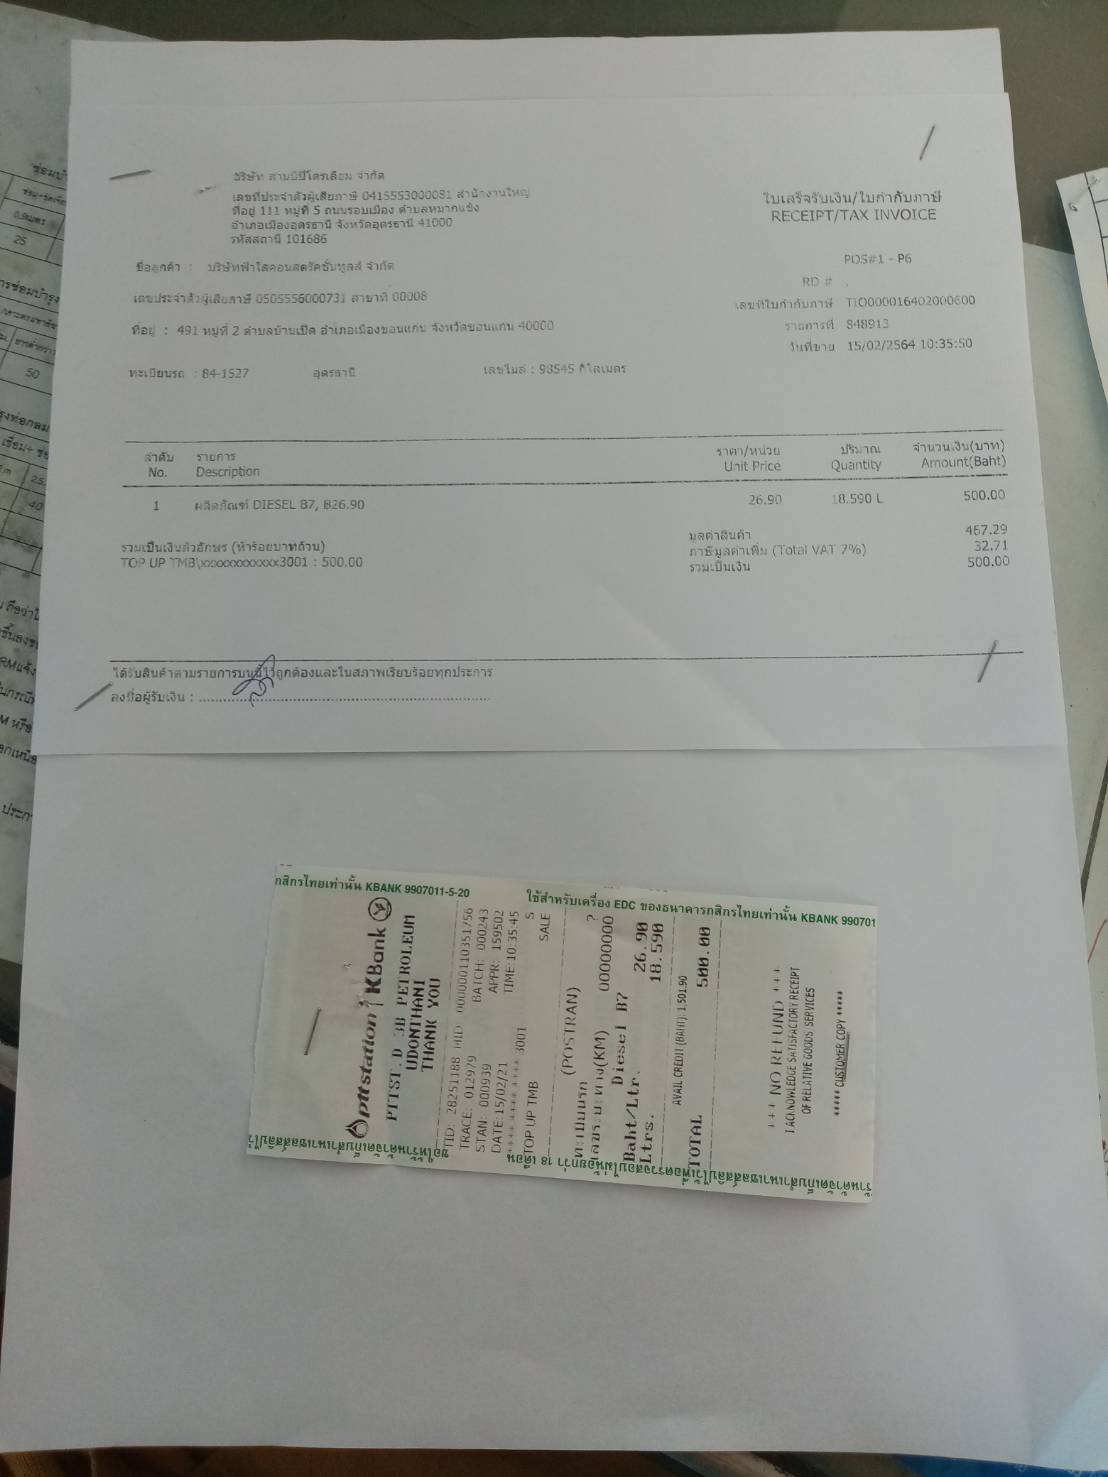 บริษัท สามบีปิโตรเลียม จำกัด
เลขที่ประจำตัวผู้เสียภาษี 0415553000081 สำนักงานใหญ่
ที่อยู่ 111 หมู่ที่ 5 ถนนรอบเมือง ตำบลหมากแข้ง
อำเภอเมืองอุดรธานี จังหวัดอุดรธานี 41000
รหัสสถานี 101686
ใบเสร็จรับเงิน/ใบกำกับภาษี
RECEIPT/TAX INVOICE
POS#1 - P6
RD # .
เลขที่ใบกำกับภาษี TIO000016402000600
รายการที่ 848913
วันที่ขาย 15/02/2564 10:35:50
ชื่อลูกค้า : บริษัทฟ้าใสคอนสตรัคชั่นทูลส์ จำกัด
เลขประจำตัวผู้เสียภาษี 0505556000731 สาขาที่ 00008
ที่อยู่ : 491 หมู่ที่ 2 ตำบลบ้านเป็ด อำเภอเมืองขอนแก่น จังหวัดขอนแก่น 40000
ทะเบียนรถ : 84-1527 อุดรธานี เลขไมล์ : 98545 กิโลเมตร
ลำดับ รายการ ราคา/หน่วย ปริมาณ จำนวนเงิน(บาท)
No. Description Unit Price Quantity Amount(Baht)
1 ผลิตภัณฑ์ DIESEL B7, ฿26.90 26.90 18.590 L 500.00
มูลค่าสินค้า 467.29
รวมเป็นเงินตัวอักษร (ห้าร้อยบาทถ้วน) ภาษีมูลค่าเพิ่ม (Total VAT 7%) 32.71
TOP UP TMB\xxxxxxxxxxxx3001 : 500.00 รวมเป็นเงิน 500.00
ได้รับสินค้าตามรายการบนนี้ไว้ถูกต้องและในสภาพเรียบร้อยทุกประการ
ลงชื่อผู้รับเงิน :
กสิกรไทยเท่านั้น KBANK 9907011-5-20
ใช้สำหรับเครื่อง EDC ของธนาคารกสิกรไทยเท่านั้น KBANK 990701
pttstation | KBank
PTTST.D 3B PETROLEUM
UDONTHANI
THANK YOU
TID: 28251188 MID: 000000110351756
TRACE: 012979 BATCH: 000243
STAN: 000939 APPR: 159502
DATE:15/02/21 TIME:10:35:45
**** **** **** 3001 S
TOP UP TMB SALE
(POSTRAN)
ทะเบียนรถ ?
เลขระยะทาง(KM) 00000000
Diesel B7
Baht/Ltr. 26.90
Ltrs. 18.590
AVAIL CREDIT (BAHT): 1,501.90
TOTAL 500.00
+++ NO REFUND +++
I ACKNOWLEDGE SATISFACTORY RECEIPT
OF RELATIVE GOODS/SERVICES
***** CUSTOMER COPY *****